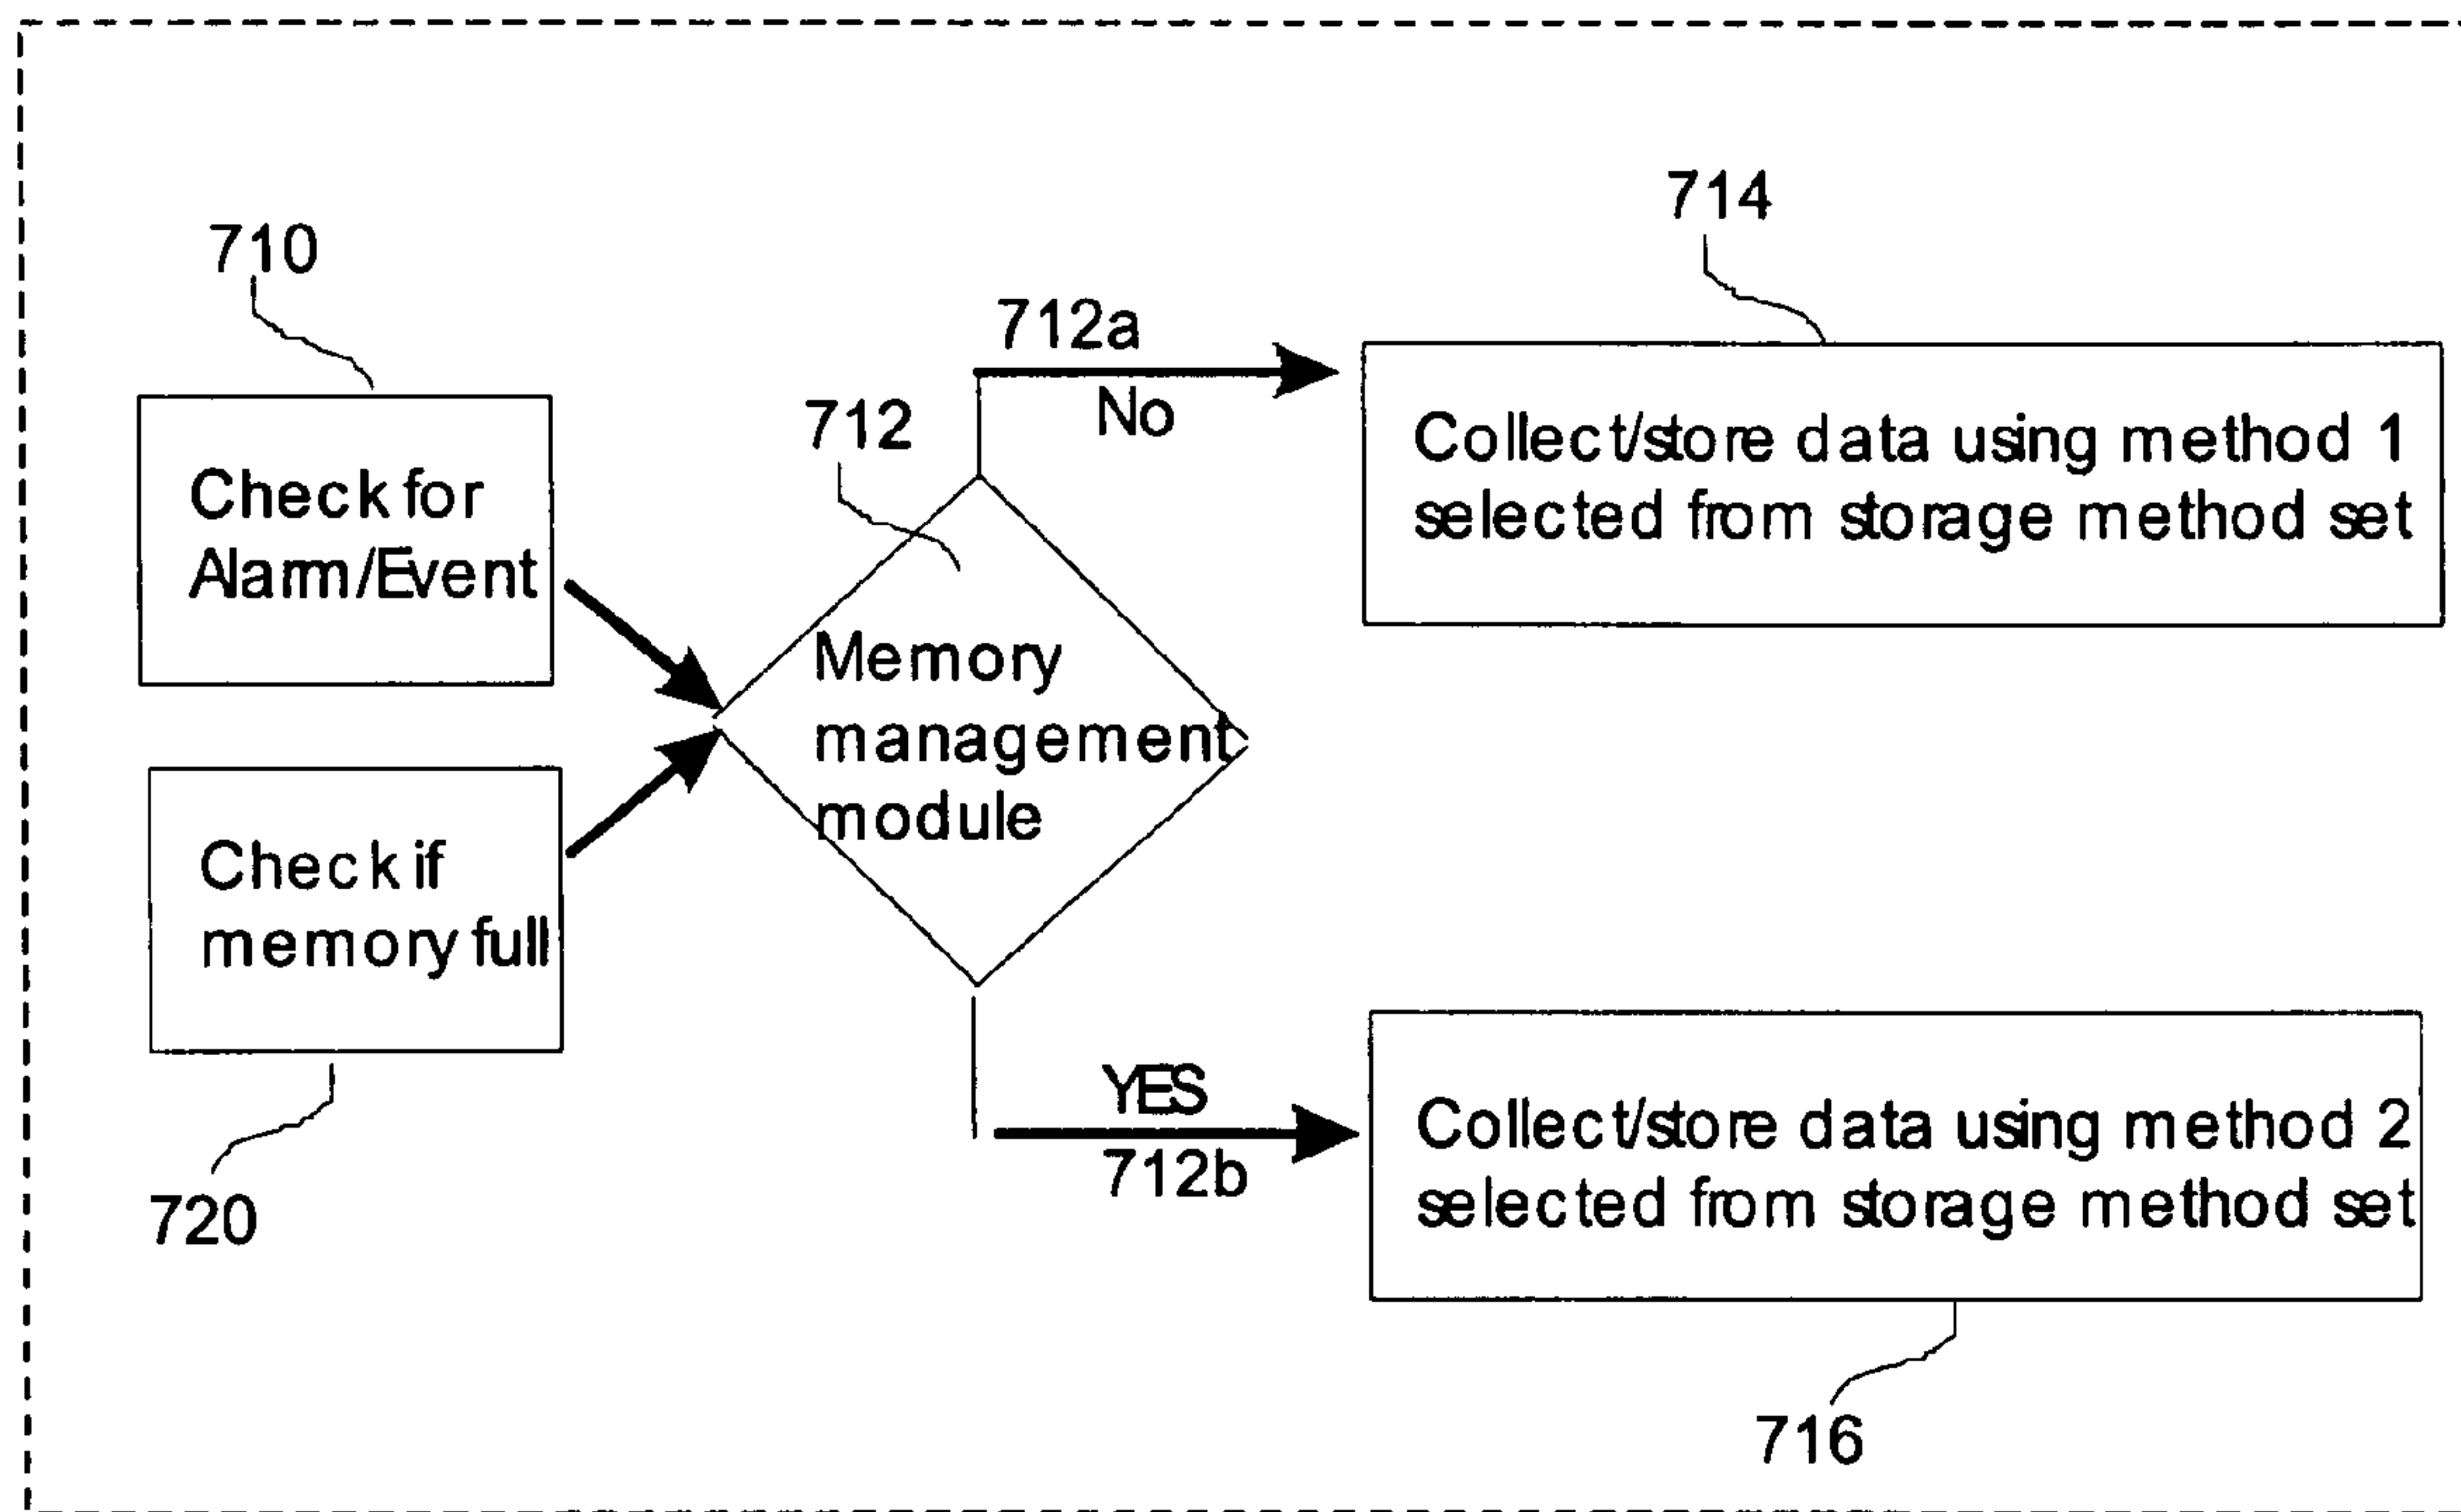 710
Check for
Alarm/Event
720
Check if
memory full
712
Memory
management
module
712a
No
714
Collect/store data using method 1
selected from storage method set
YES
712b
Collect/store data using method 2
selected from storage method set
716